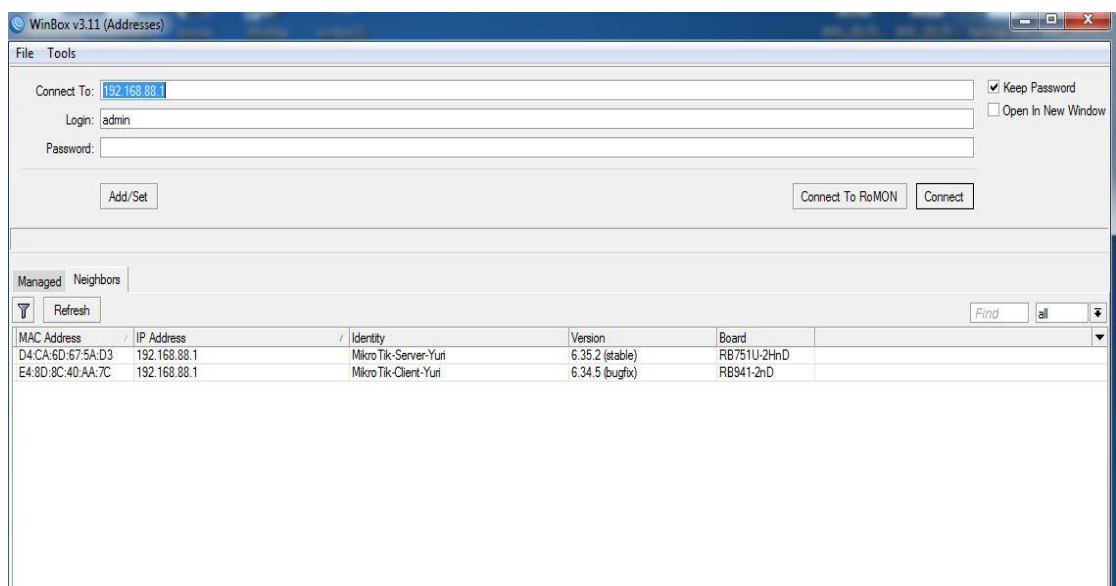 WinBox v3.11 (Addresses)
File Tools
Connect To: 192.168.88.1
Keep Password
Login: admin
Open In New Window
Password:
Add/Set
Connect To RoMON
Connect
Managed Neighbors
Refresh
Find
all
MAC Address IP Address Identity Version Board
D4:CA:6D:67:5A:D3 192.168.88.1 MikroTik-Server-Yuri 6.35.2 (stable) RB751U-2HnD
E4:8D:8C:40:AA:7C 192.168.88.1 MikroTik-Client-Yuri 6.34.5 (bugfix) RB941-2nD